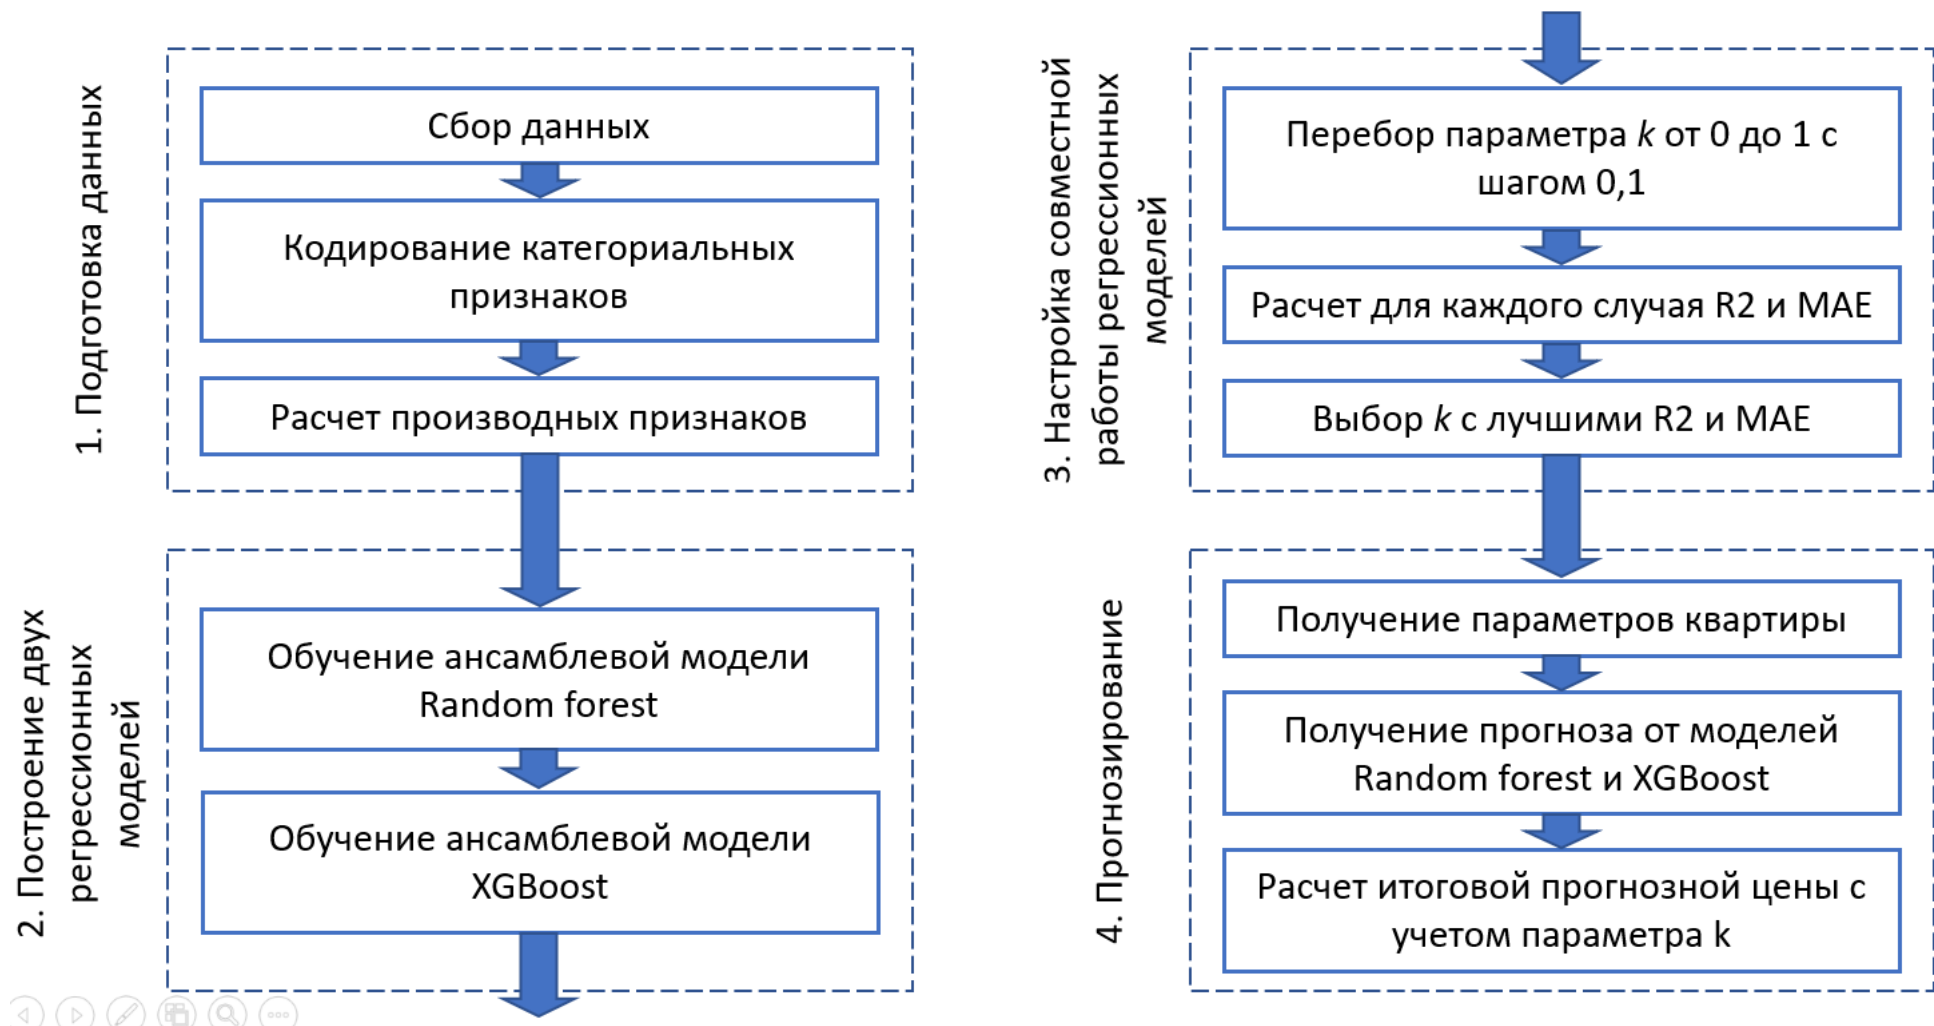 1. Подготовка данных
Сбор данных
Кодирование категориальных
признаков
Расчет производных признаков
2. Построение двух
регрессионных
моделей
Обучение ансамблевой модели
Random forest
Обучение ансамблевой модели
XGBoost
3. Настройка совместной
работы регрессионных
моделей
Перебор параметра k от 0 до 1 с
шагом 0,1
Расчет для каждого случая R2 и MAE
Выбор k с лучшими R2 и MAE
4. Прогнозирование
Получение параметров квартиры
Получение прогноза от моделей
Random forest и XGBoost
Расчет итоговой прогнозной цены с
учетом параметра k